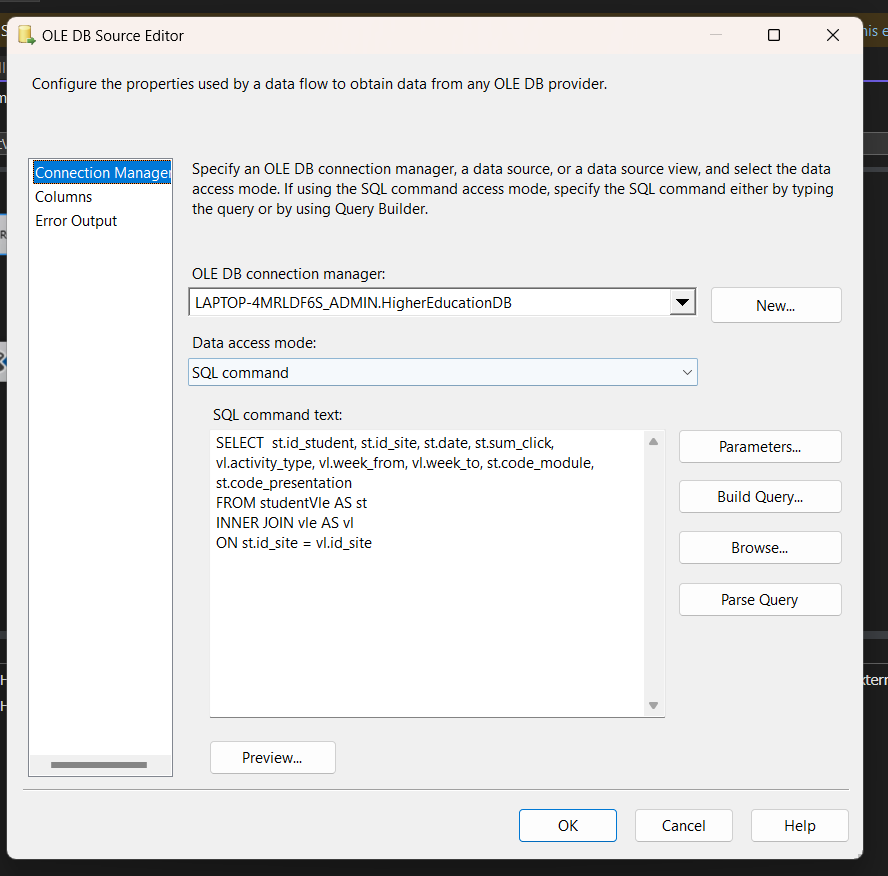 OLE DB Source Editor
Configure the properties used by a data flow to obtain data from any OLE DB provider.
Connection Manager
Columns
Error Output
Specify an OLE DB connection manager, a data source, or a data source view, and select the data
access mode. If using the SQL command access mode, specify the SQL command either by typing
the query or by using Query Builder.
OLE DB connection manager:
LAPTOP-4MRLDF6S_ADMIN.HigherEducationDB
New...
Data access mode:
SQL command
SQL command text:
SELECT  st.id_student, st.id_site, st.date, st.sum_click,
vl.activity_type, vl.week_from, vl.week_to, st.code_module,
st.code_presentation
FROM studentVle AS st
INNER JOIN vle AS vl
ON st.id_site = vl.id_site
Parameters...
Build Query...
Browse...
Parse Query
Preview...
OK
Cancel
Help